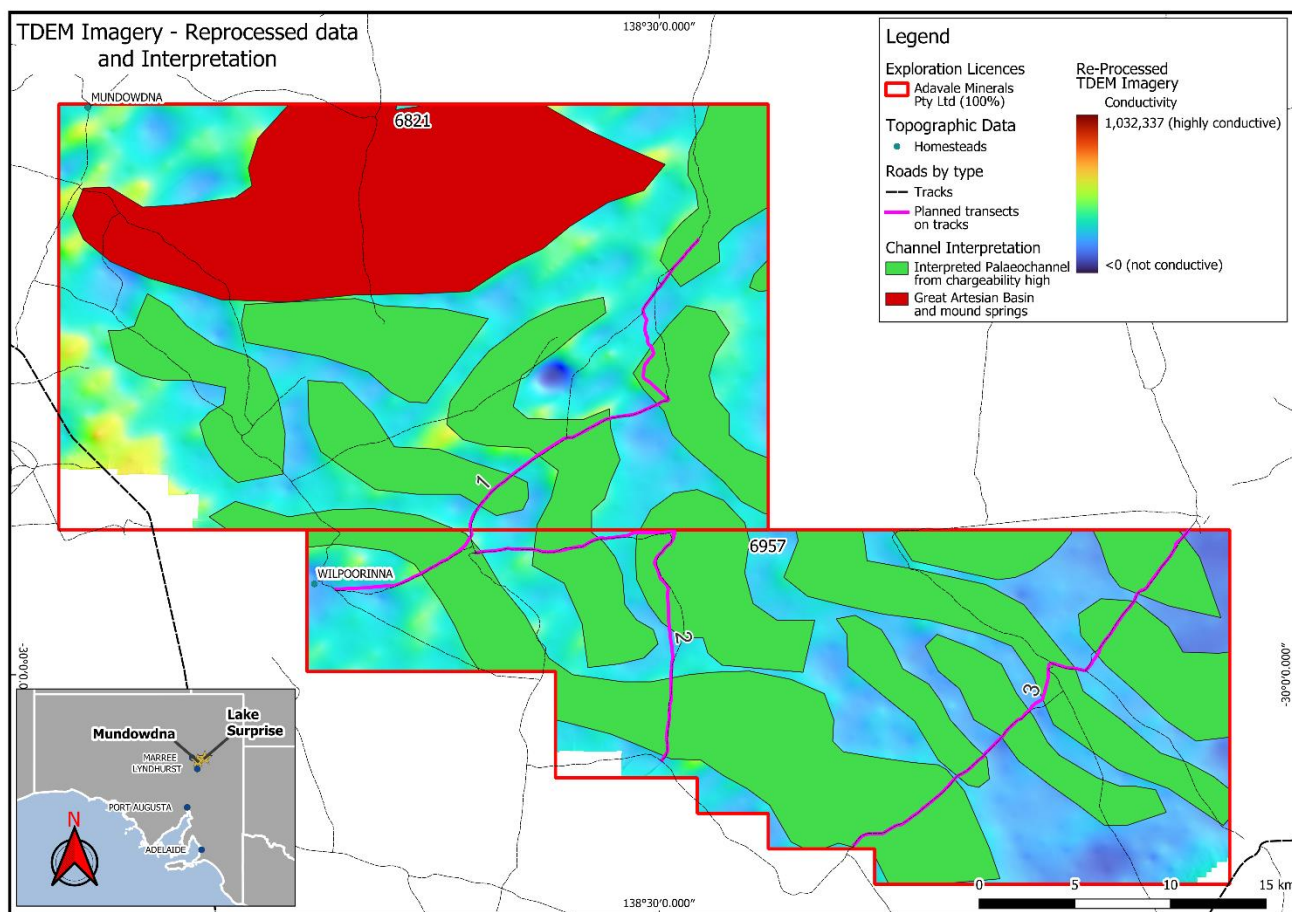 TDEM Imagery - Reprocessed data
and Interpretation
138°30'0.000"
Legend
Exploration Licences
Adavale Minerals
Pty Ltd (100%)
Topographic Data
Homesteads
Roads by type
Tracks
Planned transects
on tracks
Channel Interpretation
Interpreted Palaeochannel
from chargeability high
Great Artesian Basin
and mound springs
Re-Processed
TDEM Imagery
Conductivity
1,032,337 (highly conductive)
<0 (not conductive)
MUNDOWDNA
6821
1
6957
WILPOORINNA
2
3
-30°0'0.0
-30°0'0.000"
Mundowdna
Lake
Surprise
MARREE
LYNDHURST
PORT AUGUSTA
ADELAIDE
N
0 5 10 15 km
138°30'0.000"